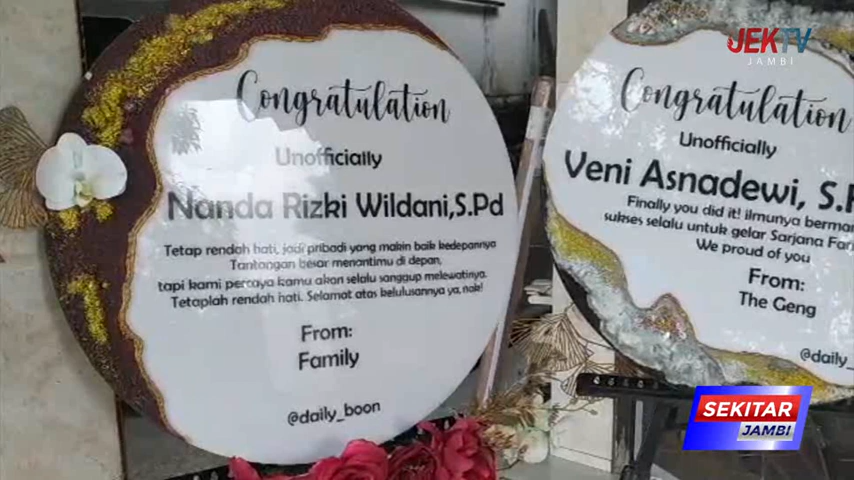 JEKTV
JAMBI
Congratulation
Unofficially
Nanda Rizki Wildani,S.Pd
Tetap rendah hati, jadi pribadi yang makin baik kedepannya
Tantangan besar menantimu di depan,
tapi kami percaya kamu akan selalu sanggup melewatinya.
Tetaplah rendah hati. Selamat atas kelulusannya ya, nak!
From:
Family
@daily_boon
Congratulation
Unofficially
Veni Asnadewi,
Finally you did it! ilmunya
sukses selalu untuk gelar Sarjana
We proud of you
From:
The Geng
@daily_
SEKITAR
JAMBI